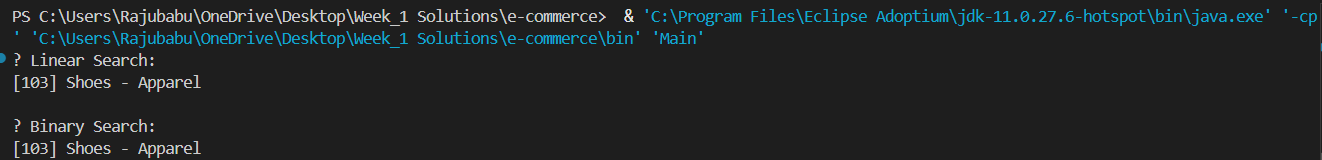 PS C:\Users\Rajubabu\OneDrive\Desktop\Week_1 Solutions\e-commerce>  & 'C:\Program Files\Eclipse Adoptium\jdk-11.0.27.6-hotspot\bin\java.exe' '-cp
' 'C:\Users\Rajubabu\OneDrive\Desktop\Week_1 Solutions\e-commerce\bin' 'Main'
? Linear Search:
[103] Shoes - Apparel
? Binary Search:
[103] Shoes - Apparel